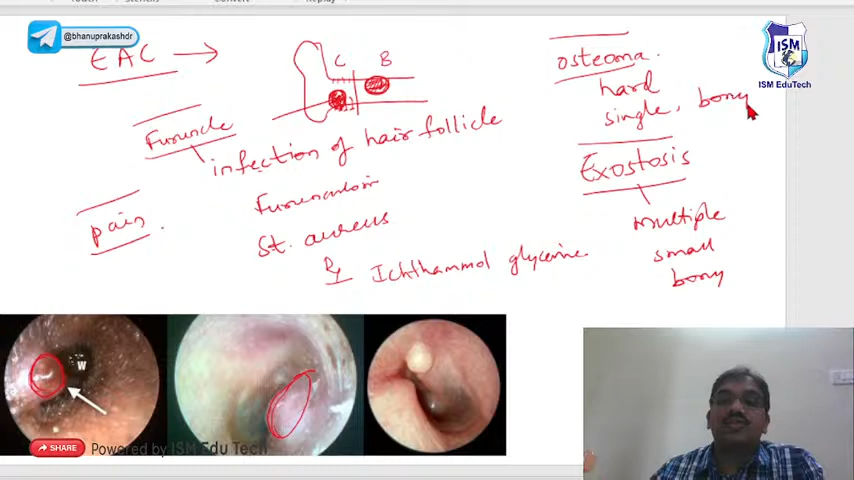 @bhanuprakashdr
EAC →
C B
Furuncle
infection of hair follicle
Furunculosis
St. aureus
Pain.
Ichthammol glycerine
osteoma.
hard
single, bony
Exostosis
multiple
small
bony
ISM
ISM EduTech
W
SHARE
Powered by ISM Edu Tech